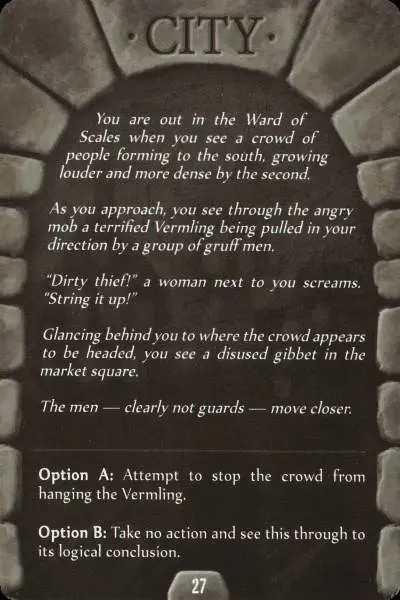 ·CITY·
You are out in the Ward of
Scales when you see a crowd of
people forming to the south, growing
louder and more dense by the second.
As you approach, you see through the angry
mob a terrified Vermling being pulled in your
direction by a group of gruff men.
“Dirty thief!” a woman next to you screams.
“String it up!”
Glancing behind you to where the crowd appears
to be headed, you see a disused gibbet in the
market square.
The men — clearly not guards — move closer.
Option A: Attempt to stop the crowd from
hanging the Vermling.
Option B: Take no action and see this through to
its logical conclusion.
27